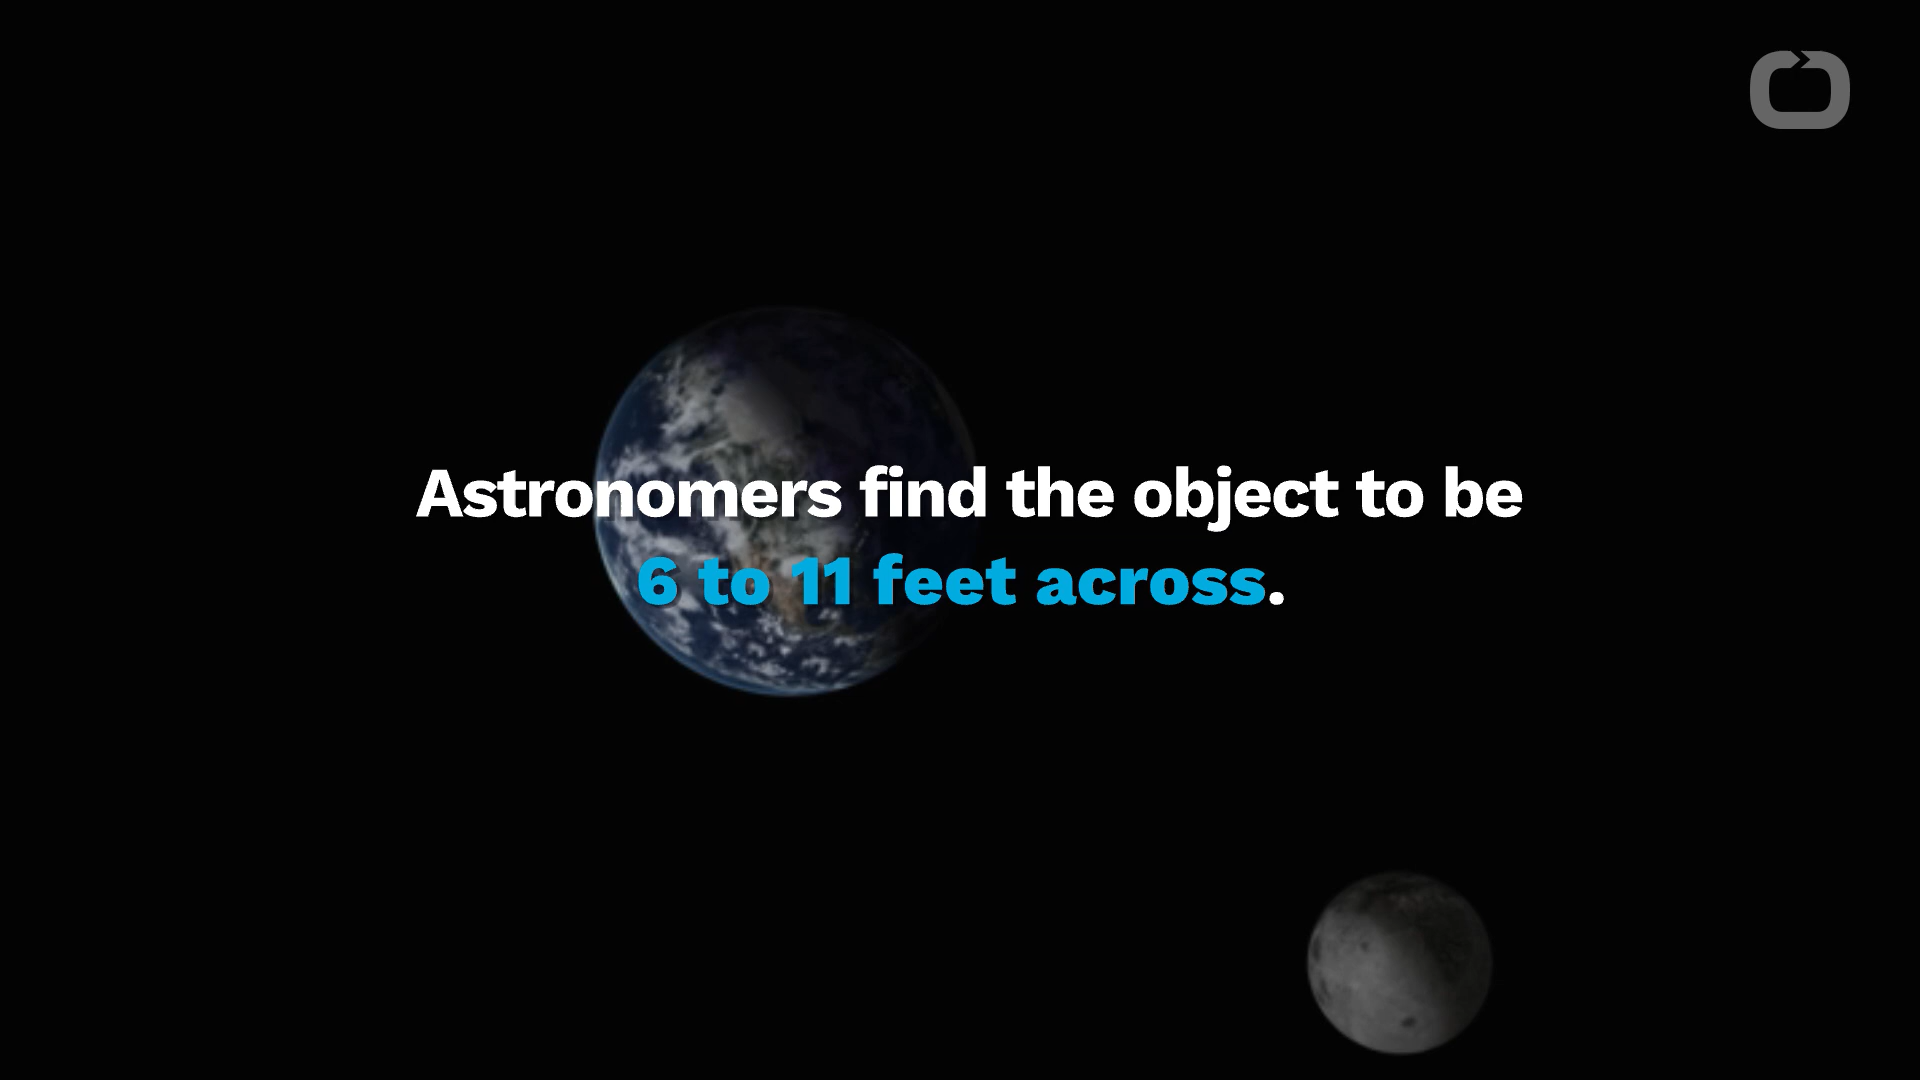 Astronomers find the object to be
6 to 11 feet across.